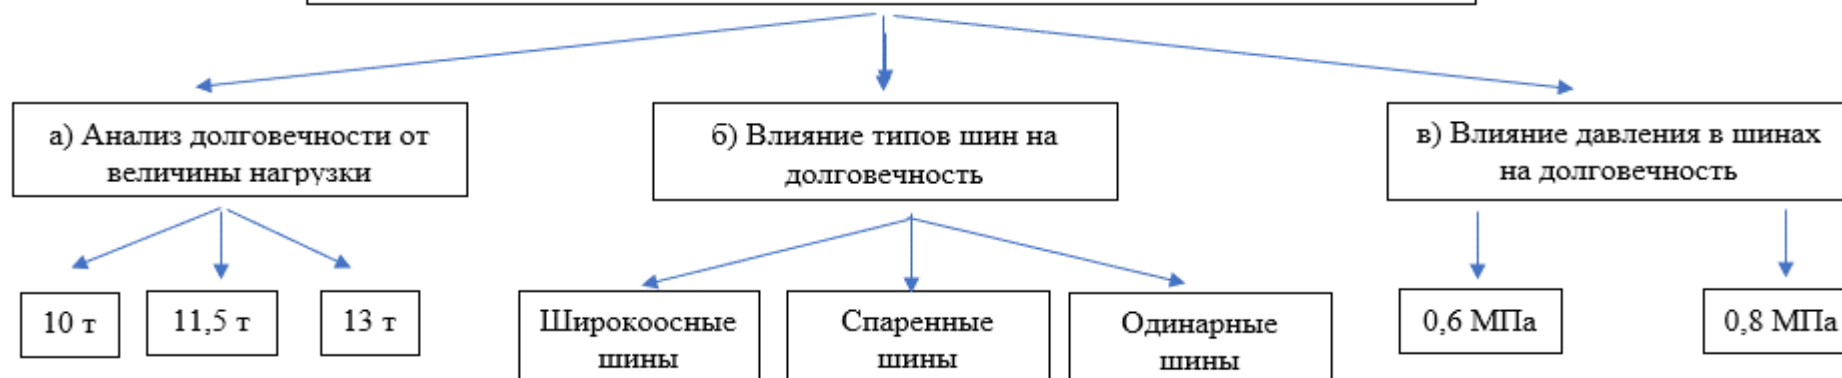 а) Анализ долговечности от
величины нагрузки
б) Влияние типов шин на
долговечность
в) Влияние давления в шинах
на долговечность
10 т
11,5 т
13 т
Широкоосные
шины
Спаренные
шины
Одинарные
шины
0,6 МПа
0,8 МПа